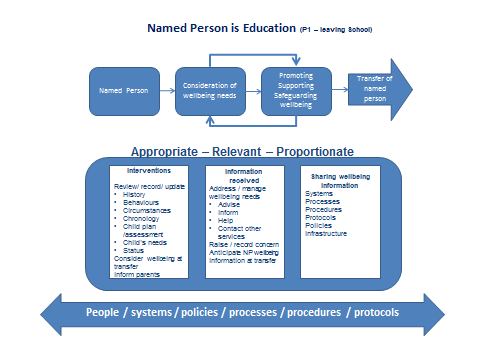 Named Person is Education (P1 – leaving School)
Named Person
Consideration of
wellbeing needs
Promoting
Supporting
Safeguarding
wellbeing
Transfer of
named
person
Appropriate – Relevant – Proportionate
Interventions
Review/ record/ update
• History
• Behaviours
• Circumstances
• Chronology
• Child plan
/assessment
• Child's needs
• Status
Consider wellbeing at
transfer
Inform parents
Information
received
Address / manage
wellbeing needs
• Advise
• Inform
• Help
• Contact other
services
Raise / record concern
Anticipate NP wellbeing
information at transfer
Sharing wellbeing
information
Systems
Processes
Procedures
Protocols
Policies
Infrastructure
People / systems / policies / processes / procedures / protocols